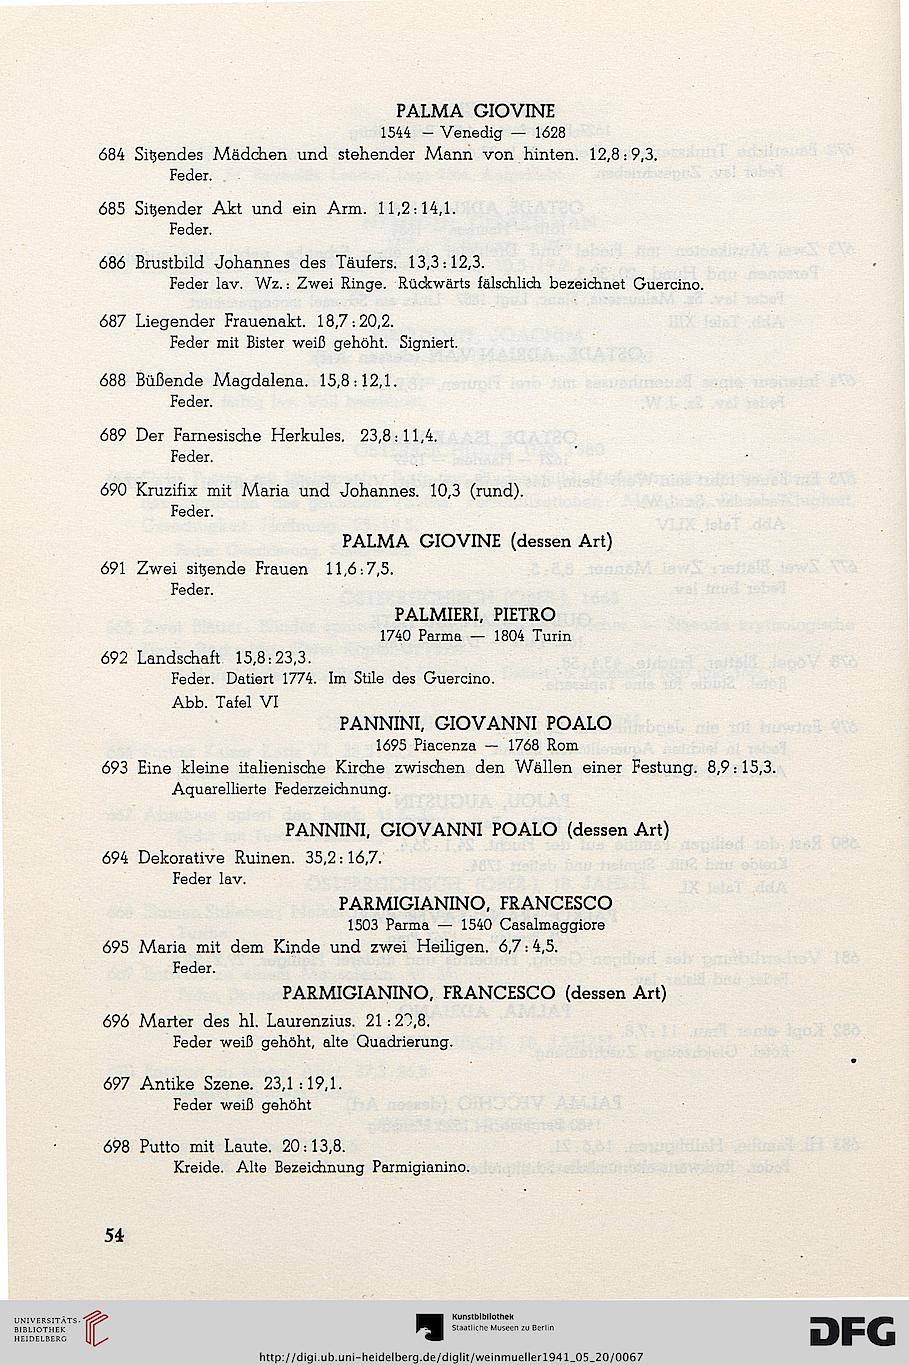 PALMA GIOVINE
1544 — Venedig — 1628
684 Sitzendes Mädchen und stehender Mann von hinten. 12,8 : 9,3.
Feder.
685 Sitzender Akt und ein Arm. 11,2 : 14,1.
Feder.
686 Brustbild Johannes des Täufers. 13,3 : 12,3.
Feder lav. Wz.: Zwei Ringe. Rückwärts fälschlich bezeichnet Guercino.
687 Liegender Frauenakt. 18,7 : 20,2.
Feder mit Bister weiß gehöht. Signiert.
688 Büßende Magdalena. 15,8 : 12,1.
Feder.
689 Der Farnesische Herkules. 23,8 : 11,4.
Feder.
690 Kruzifix mit Maria und Johannes. 10,3 (rund).
Feder.
PALMA GIOVINE (dessen Art)
691 Zwei sitzende Frauen 11,6 : 7,5.
Feder.
PALMIERI, PIETRO
1740 Parma — 1804 Turin
692 Landschaft 15,8 : 23,3.
Feder. Datiert 1774. Im Stile des Guercino.
Abb. Tafel VI
PANNINI, GIOVANNI POALO
1695 Piacenza — 1768 Rom
693 Eine kleine italienische Kirche zwischen den Wällen einer Festung. 8,9 : 15,3.
Aquarellierte Federzeichnung.
PANNINI, GIOVANNI POALO (dessen Art)
694 Dekorative Ruinen. 35,2 : 16,7.
Feder lav.
PARMIGIANINO, FRANCESCO
1503 Parma — 1540 Casalmaggiore
695 Maria mit dem Kinde und zwei Heiligen. 6,7 : 4,5.
Feder.
PARMIGIANINO, FRANCESCO (dessen Art)
696 Marter des hl. Laurenzius. 21 :
Feder weiß gehöht, alte Quadrierung.
697 Antike Szene. 23,1 : 19,1.
Feder weiß gehöht
698 Putto mit Laute. 20 : 13,8.
Kreide. Alte Bezeichnung Parmigianino.
54
UNIVERSITÄTS-
BIBLIOTHEK
HEIDELBERG
Kunstbibliothek
Staatliche Museen zu Berlin
DFG
http://digi.ub.uni-heidelberg.de/diglit/weinmueller1941_05_20/0067